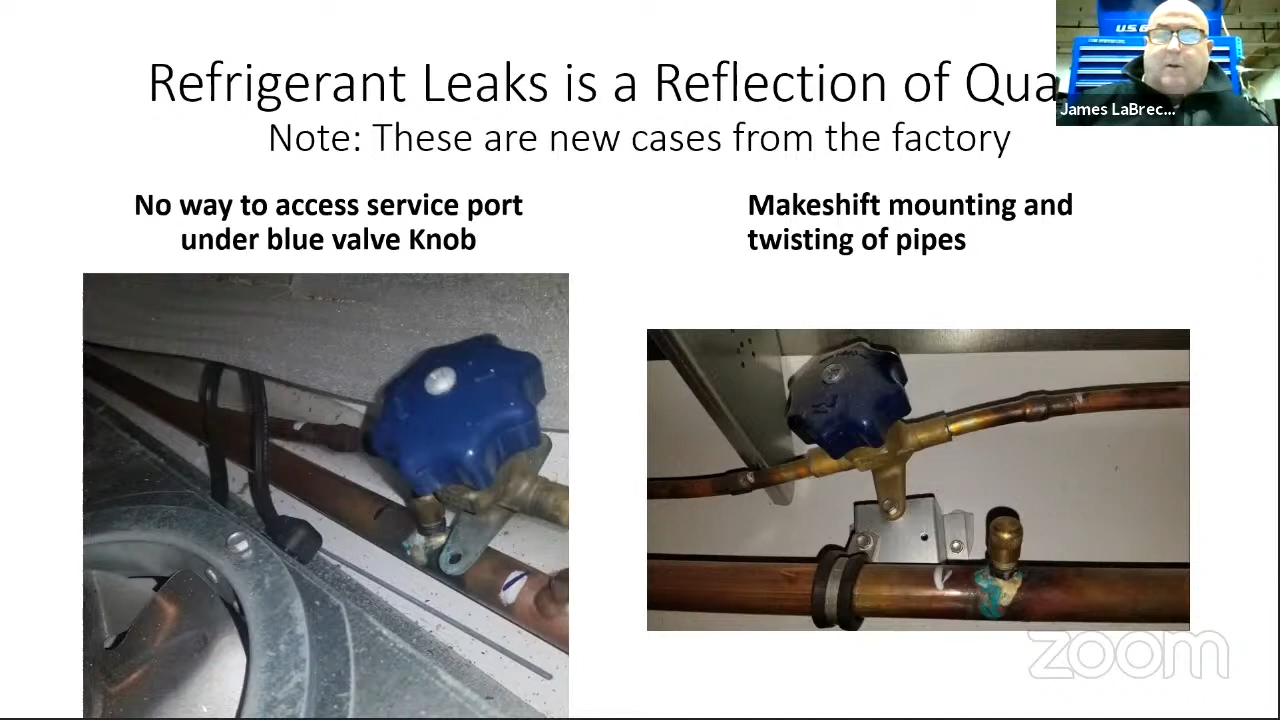 Refrigerant Leaks is a Reflection of Qua
Note: These are new cases from the factory
No way to access service port
under blue valve Knob
Makeshift mounting and
twisting of pipes
U.S.
James LaBrec...
zoom